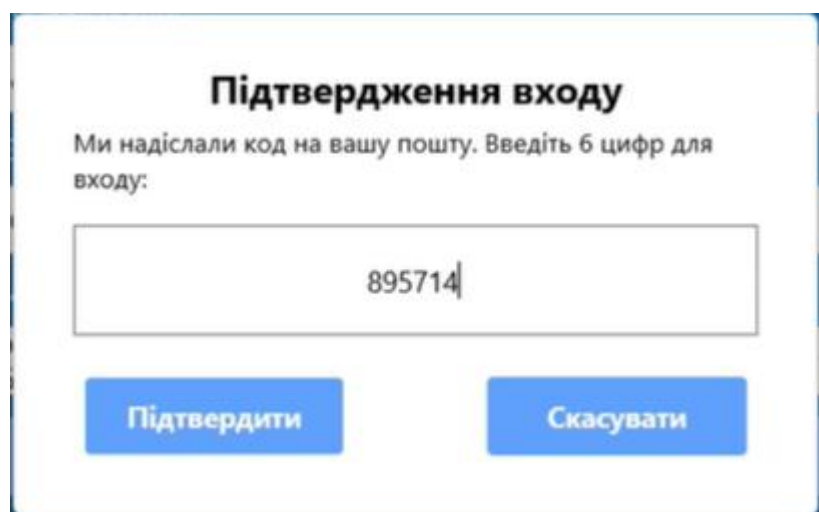 Підтвердження входу
Ми надіслали код на вашу пошту. Введіть 6 цифр для
входу:
895714
Підтвердити
Скасувати